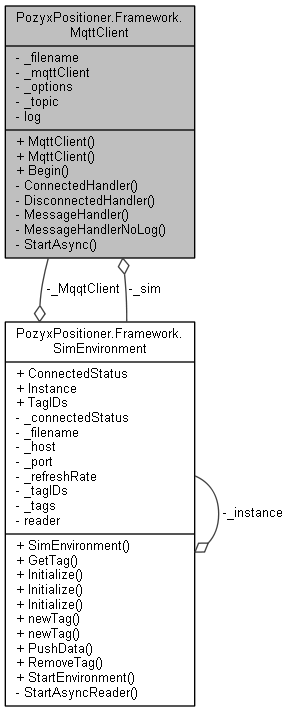 PozyxPositioner.Framework.
MqttClient
- _filename
- _mqttClient
- _options
- _topic
- log
+ MqttClient()
+ MqttClient()
+ Begin()
- ConnectedHandler()
- DisconnectedHandler()
- MessageHandler()
- MessageHandlerNoLog()
- StartAsync()
-_MqqtClient
-_sim
PozyxPositioner.Framework.
SimEnvironment
+ ConnectedStatus
+ Instance
+ TagIDs
- _connectedStatus
- _filename
- _host
- _port
- _refreshRate
- _tagIDs
- _tags
- reader
+ SimEnvironment()
+ GetTag()
+ Initialize()
+ Initialize()
+ Initialize()
+ newTag()
+ newTag()
+ PushData()
+ RemoveTag()
+ StartEnvironment()
- StartAsyncReader()
-_instance